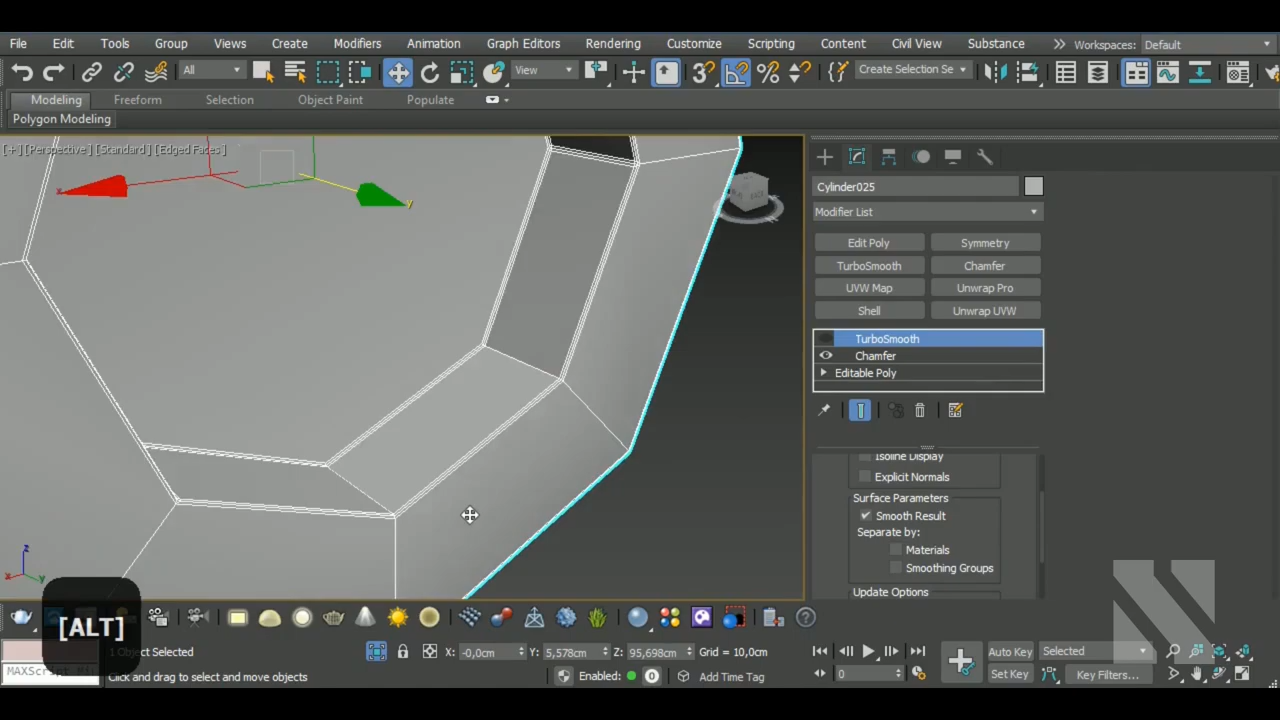 File Edit Tools Group Views Create Modifiers Animation Graph Editors Rendering Customize Scripting Content Civil View Substance Workspaces: Default
All View Create Selection Se
Modeling Freeform Selection Object Paint Populate
Polygon Modeling
[+] [Perspective] [Standard] [Edged Faces]
x
y
Cylinder025
Modifier List
Edit Poly Symmetry
TurboSmooth Chamfer
UVW Map Unwrap Pro
Shell Unwrap UVW
TurboSmooth
Chamfer
Editable Poly
Isoline Display
Explicit Normals
Surface Parameters
Smooth Result
Separate by:
Materials
Smoothing Groups
Update Options
z
x
y
[ALT]
1 Object Selected X: -0,0cm Y: 5,578cm Z: 95,698cm Grid = 10,0cm Auto Key Selected
Click and drag to select and move objects Enabled: Add Time Tag 0 Set Key Key Filters...